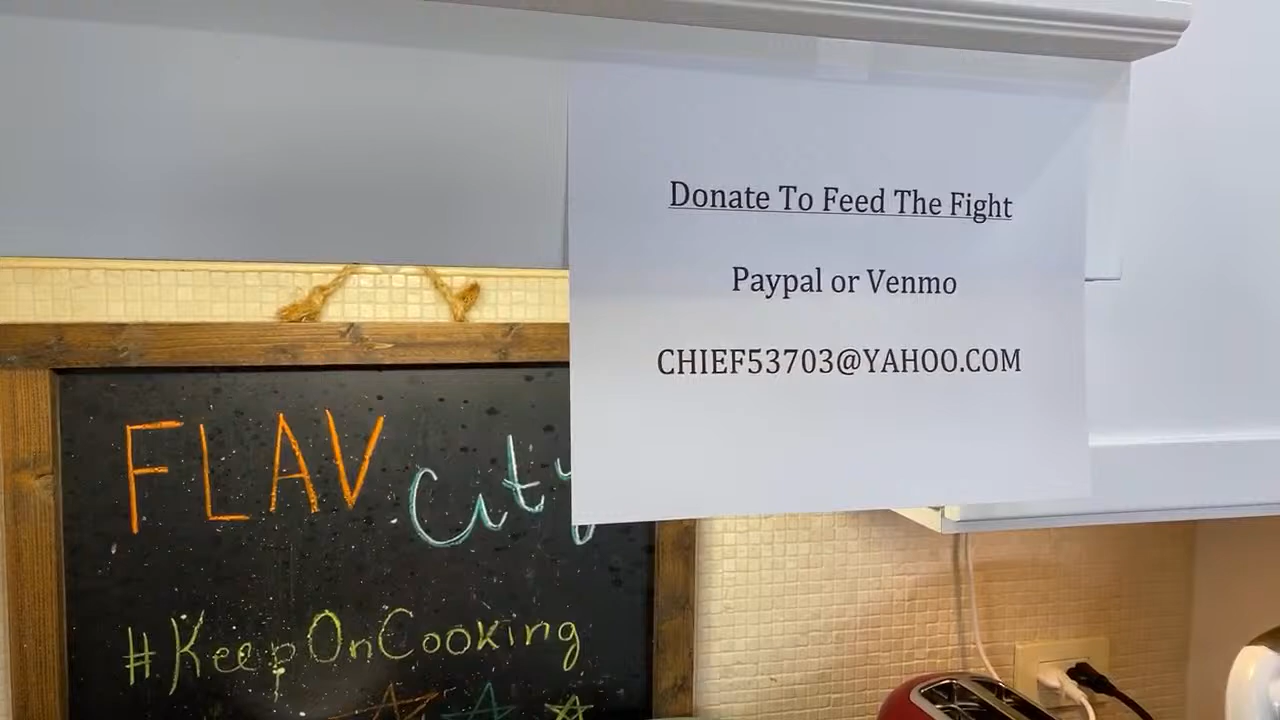 Donate To Feed The Fight
Paypal or Venmo
CHIEF53703@YAHOO.COM
FLAV City
#KeepOnCooking